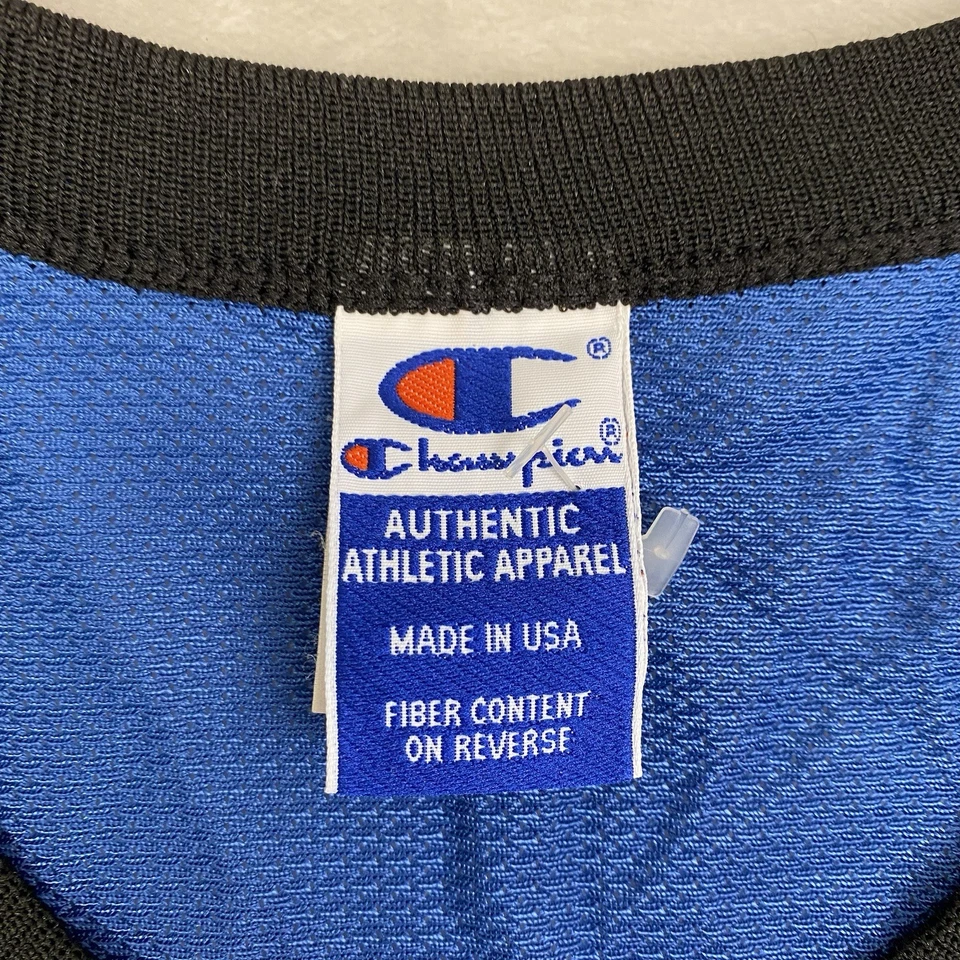 ®
Champion®
AUTHENTIC
ATHLETIC APPAREL
MADE IN USA
FIBER CONTENT
ON REVERSE